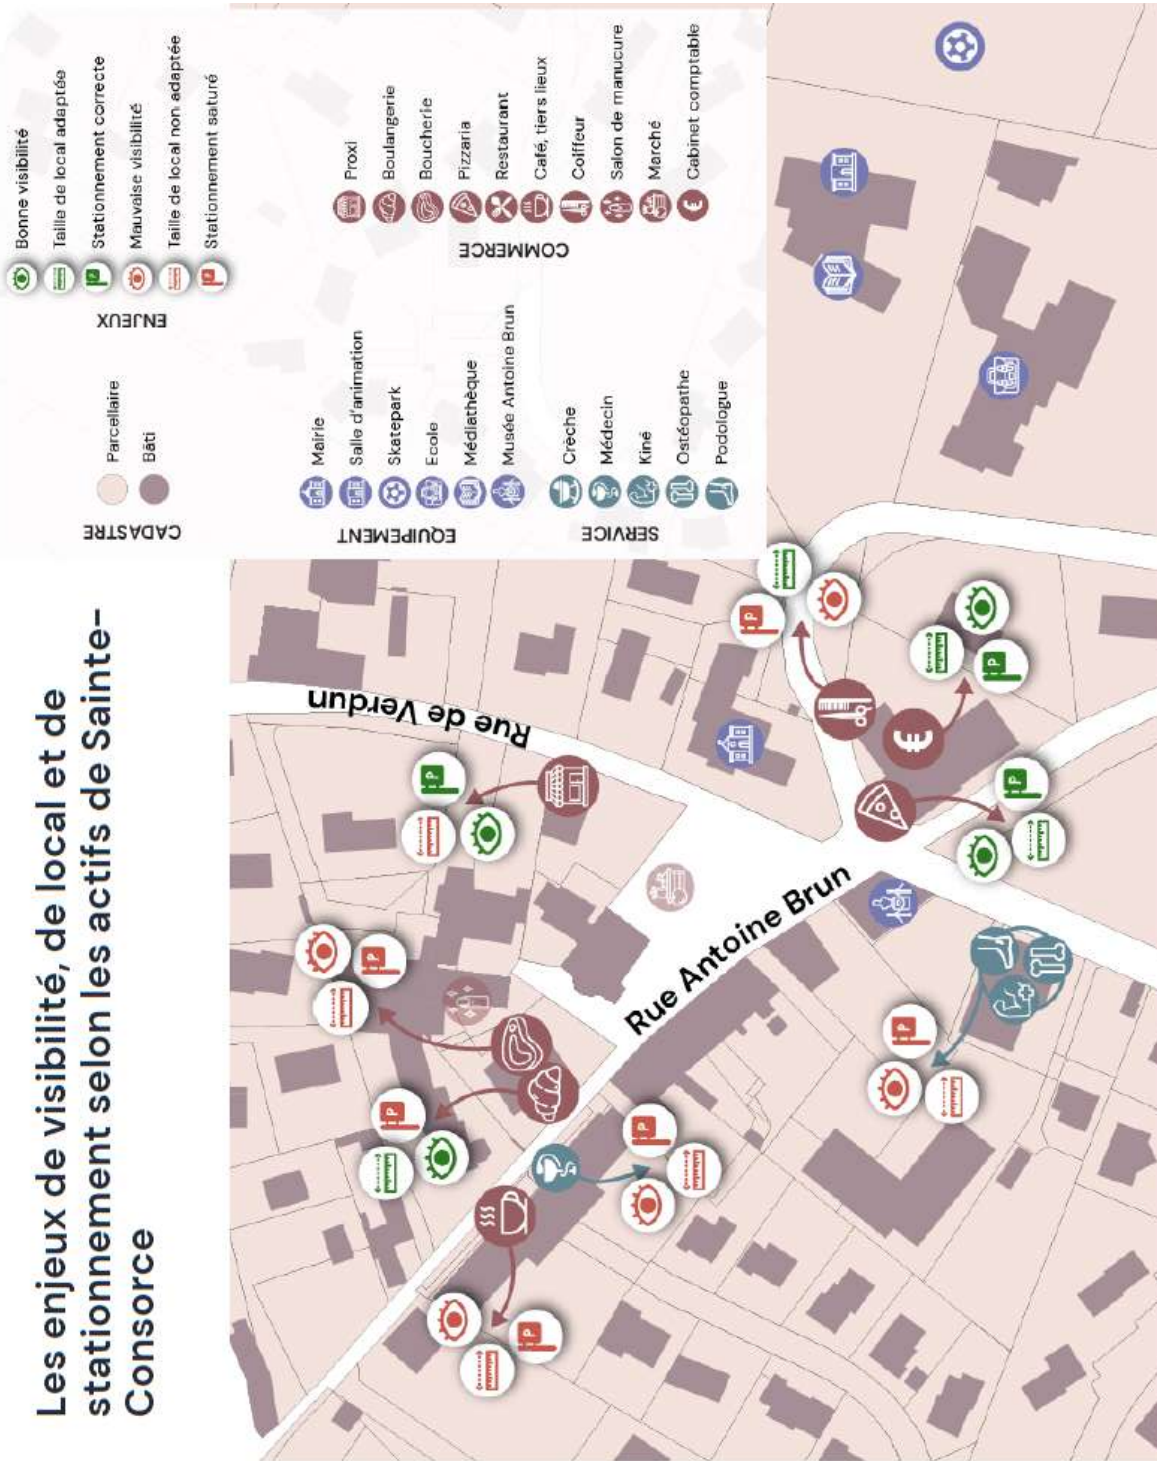 Les enjeux de visibilité, de local et de
stationnement selon les actifs de Sainte-
Consorce
CADASTRE
Parcellaire
Bâti
ENJEUX
Bonne visibilité
Taille de local adaptée
Stationnement correcte
Mauvaise visibilité
Taille de local non adaptée
Stationnement saturé
EQUIPEMENT
Mairie
Salle d'animation
Skatepark
Ecole
Médiathèque
Musée Antoine Brun
SERVICE
Crèche
Médecin
Kiné
Ostéopathe
Podologue
COMMERCE
Proxi
Boulangerie
Boucherie
Pizzaria
Restaurant
Café, tiers lieux
Coiffeur
Salon de manucure
Marché
Cabinet comptable
Rue de Verdun
Rue Antoine Brun